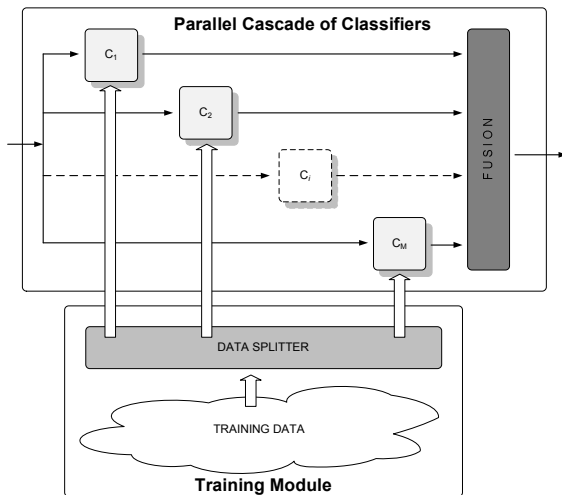 Parallel Cascade of Classifiers
C1
C2
Ci
CM
FUSION
DATA SPLITTER
TRAINING DATA
Training Module